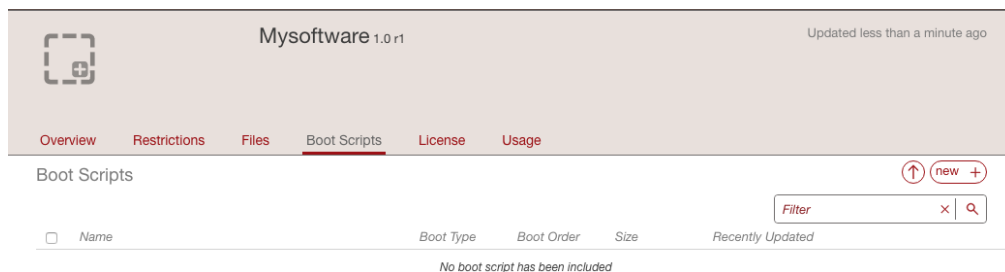 Mysoftware 1.0 r1
Updated less than a minute ago
Overview Restrictions Files Boot Scripts License Usage
Boot Scripts
new +
Filter
Name Boot Type Boot Order Size Recently Updated
No boot script has been included